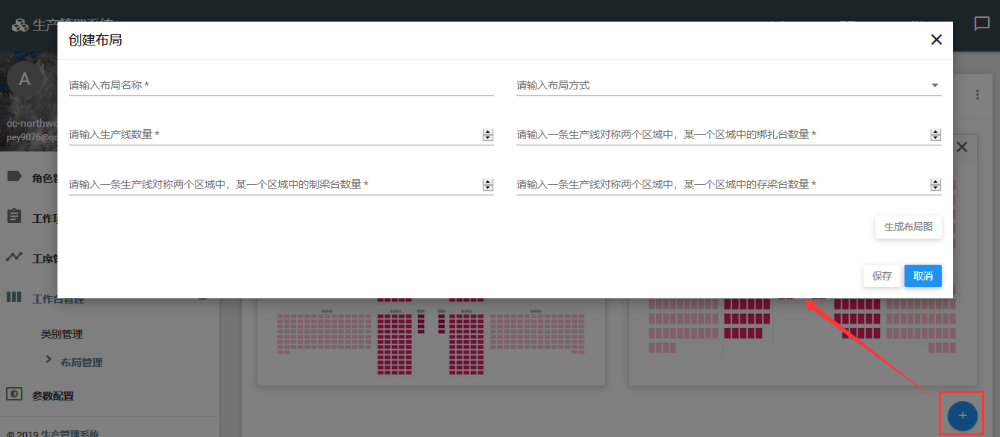 生产管理系统
创建布局
A
请输入布局名称 *
请输入布局方式
cc-northwe
pey9076@qq
请输入生产线数量 *
请输入一条生产线对称两个区域中，某一个区域中的绑扎台数量 *
角色管
请输入一条生产线对称两个区域中，某一个区域中的制梁台数量 *
请输入一条生产线对称两个区域中，某一个区域中的存梁台数量 *
工作项
生成布局图
工序管
保存
取消
工作台管理
类别管理
布局管理
参数配置
© 2019 生产管理系统